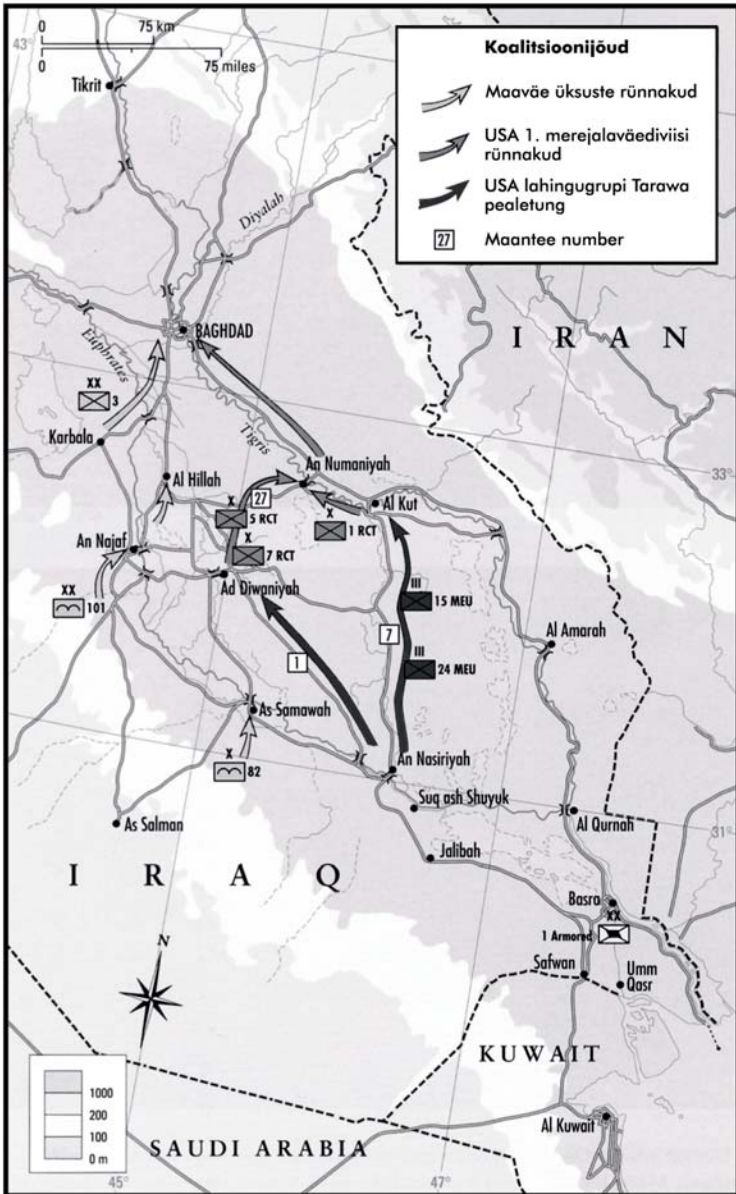 43°
0 75 km
0 75 miles
Koalitsioonijõud
Maaväe üksuste rünnakud
USA 1. merejalaväediviisi
rünnakud
USA lahingugrupi Tarawa
pealetung
27 Maantee number
Tikrit
Diyalah
BAGHDAD
I R A N
Euphrates
XX
3
Tigris
Karbala
An Numaniyah
33°
Al Hillah
27
Al Kut
X
5 RCT
X
1 RCT
An Najaf
X
7 RCT
Ad Diwaniyah
XX
101
III
15 MEU
7
Al Amarah
1
III
24 MEU
As Samawah
X
82
An Nasiriyah
Suq ash Shuyuk
As Salman
Al Qurnah
31°
Jalibah
I R A Q
Basra
XX
1 Armored
N
Safwan
Umm
Qasr
KUWAIT
1000
200
100
0 m
Al Kuwait
SAUDI ARABIA
45°
47°